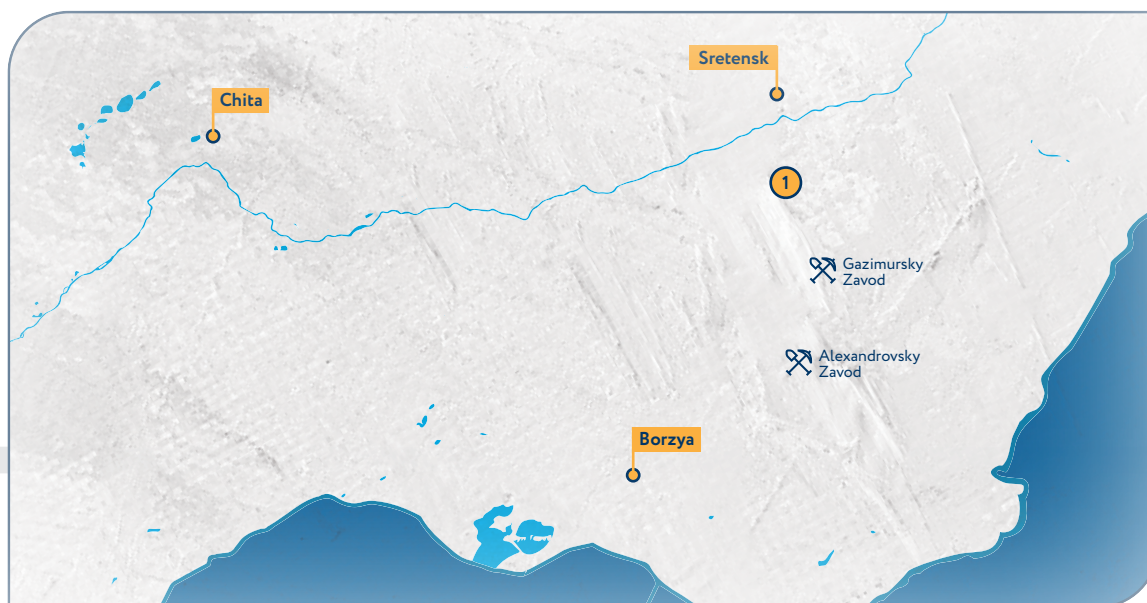 Sretensk
Chita
1
Gazimursky
Zavod
Alexandrovsky
Zavod
Borzya